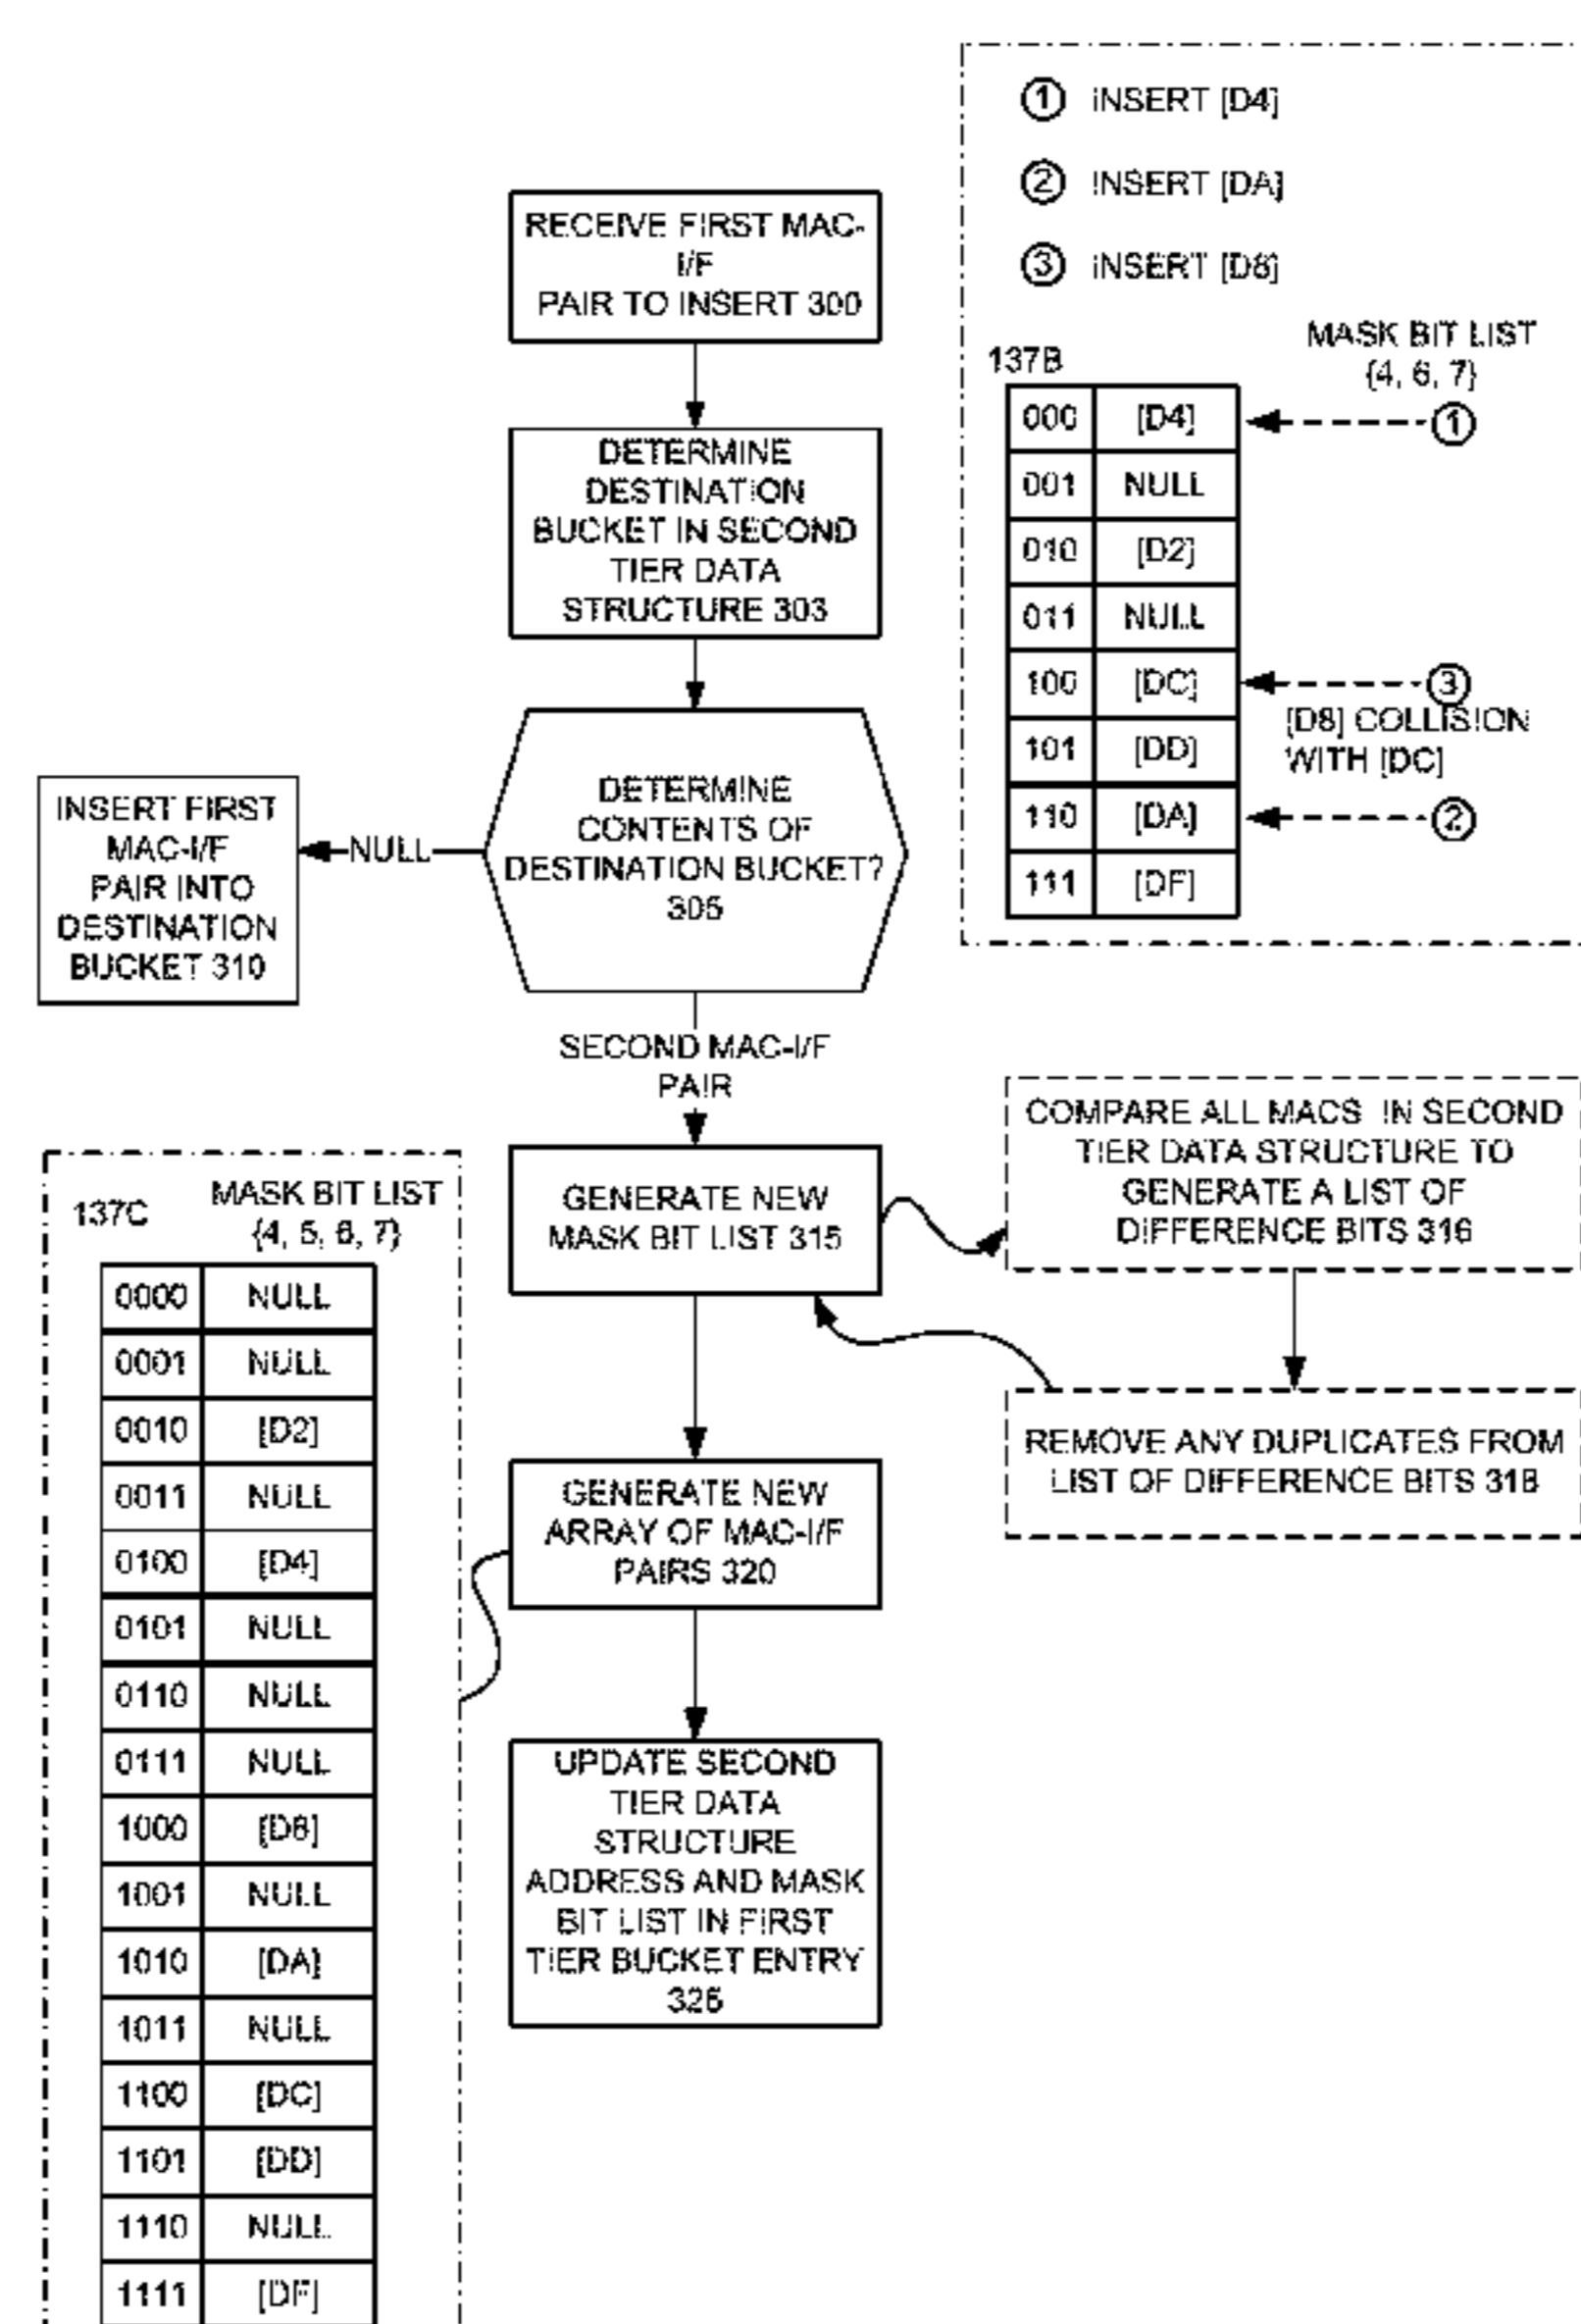 ① INSERT [D4]
② INSERT [DA]
③ INSERT [D8]
137B
MASK BIT LIST
{4, 6, 7}
000 [D4]
①
001 NULL
010 [D2]
011 NULL
100 [DC]
③
[D8] COLLISION
WITH [DC]
101 [DD]
110 [DA]
②
111 [DF]
RECEIVE FIRST MAC-
I/F
PAIR TO INSERT 300
DETERMINE
DESTINATION
BUCKET IN SECOND
TIER DATA
STRUCTURE 303
DETERMINE
CONTENTS OF
DESTINATION BUCKET?
305
NULL
INSERT FIRST
MAC-I/F
PAIR INTO
DESTINATION
BUCKET 310
SECOND MAC-I/F
PAIR
GENERATE NEW
MASK BIT LIST 315
COMPARE ALL MACS IN SECOND
TIER DATA STRUCTURE TO
GENERATE A LIST OF
DIFFERENCE BITS 316
REMOVE ANY DUPLICATES FROM
LIST OF DIFFERENCE BITS 318
GENERATE NEW
ARRAY OF MAC-I/F
PAIRS 320
UPDATE SECOND
TIER DATA
STRUCTURE
ADDRESS AND MASK
BIT LIST IN FIRST
TIER BUCKET ENTRY
325
137C
MASK BIT LIST
{4, 5, 6, 7}
0000 NULL
0001 NULL
0010 [D2]
0011 NULL
0100 [D4]
0101 NULL
0110 NULL
0111 NULL
1000 [D8]
1001 NULL
1010 [DA]
1011 NULL
1100 [DC]
1101 [DD]
1110 NULL
1111 [DF]